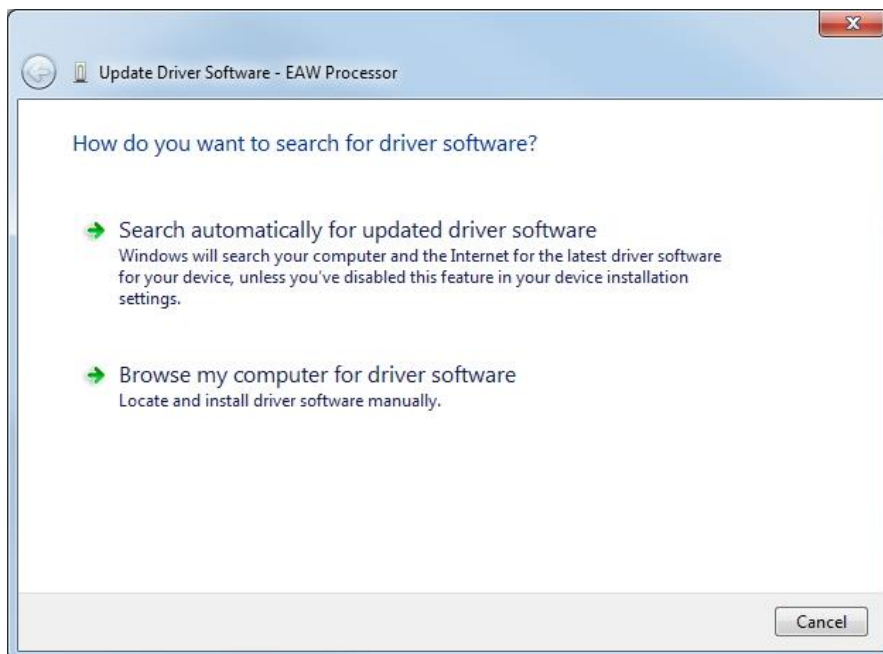 Update Driver Software - EAW Processor
How do you want to search for driver software?
Search automatically for updated driver software
Windows will search your computer and the Internet for the latest driver software
for your device, unless you've disabled this feature in your device installation
settings.
Browse my computer for driver software
Locate and install driver software manually.
Cancel